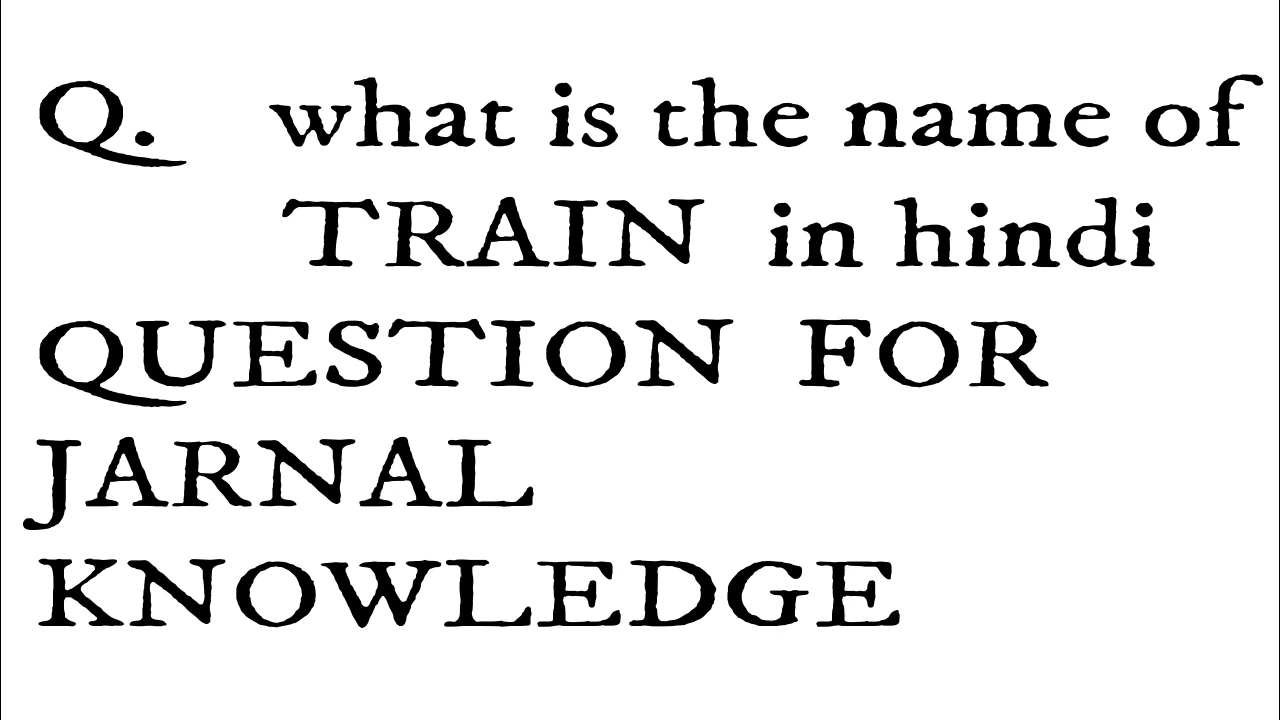 Q. what is the name of
TRAIN in hindi
QUESTION FOR
JARNAL
KNOWLEDGE